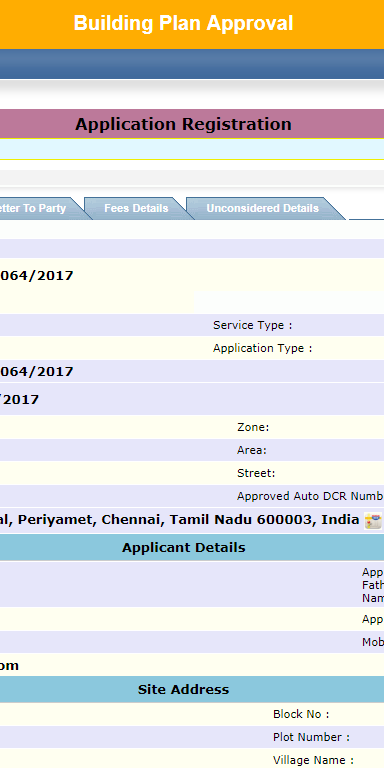 Building Plan Approval
Application Registration
etter To Party Fees Details Unconsidered Details
064/2017
Service Type :
Application Type :
064/2017
/2017
Zone:
Area:
Street:
Approved Auto DCR Numb
al, Periyamet, Chennai, Tamil Nadu 600003, India
Applicant Details
App
Fath
Nam
App
Mob
om
Site Address
Block No :
Plot Number :
Village Name :